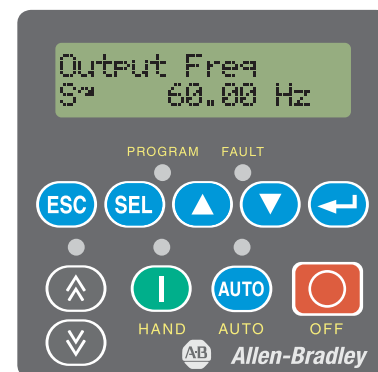 Output Freq
S 60.00 Hz
PROGRAM FAULT
ESC SEL AUTO
HAND AUTO OFF
AB Allen-Bradley